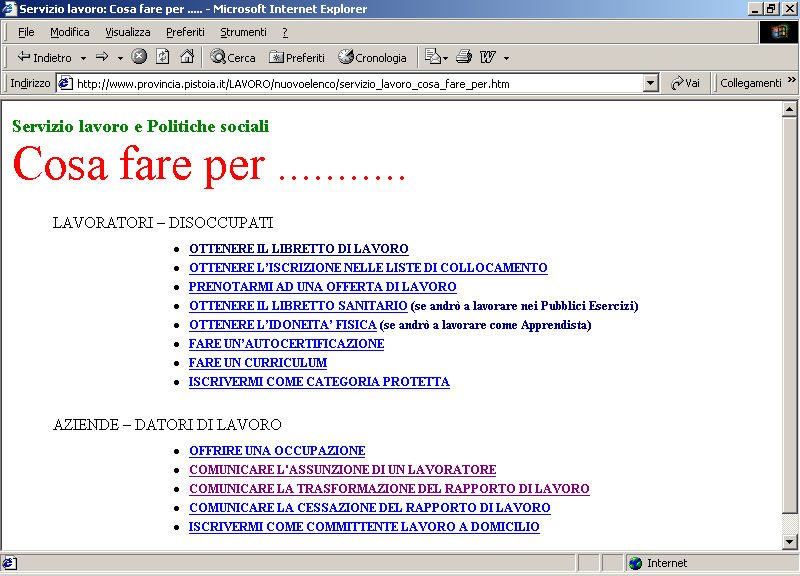 Servizio lavoro: Cosa fare per ..... - Microsoft Internet Explorer
File Modifica Visualizza Preferiti Strumenti ?
Indietro Cerca Preferiti Cronologia
Indirizzo http://www.provincia.pistoia.it/LAVORO/nuovoelenco/servizio_lavoro_cosa_fare_per.htm Vai Collegamenti »
Servizio lavoro e Politiche sociali
Cosa fare per ...........
LAVORATORI – DISOCCUPATI
• OTTENERE IL LIBRETTO DI LAVORO
• OTTENERE L'ISCRIZIONE NELLE LISTE DI COLLOCAMENTO
• PRENOTARMI AD UNA OFFERTA DI LAVORO
• OTTENERE IL LIBRETTO SANITARIO (se andrò a lavorare nei Pubblici Esercizi)
• OTTENERE L'IDONEITA' FISICA (se andrò a lavorare come Apprendista)
• FARE UN'AUTOCERTIFICAZIONE
• FARE UN CURRICULUM
• ISCRIVERMI COME CATEGORIA PROTETTA
AZIENDE – DATORI DI LAVORO
• OFFRIRE UNA OCCUPAZIONE
• COMUNICARE L'ASSUNZIONE DI UN LAVORATORE
• COMUNICARE LA TRASFORMAZIONE DEL RAPPORTO DI LAVORO
• COMUNICARE LA CESSAZIONE DEL RAPPORTO DI LAVORO
• ISCRIVERMI COME COMMITTENTE LAVORO A DOMICILIO
Internet